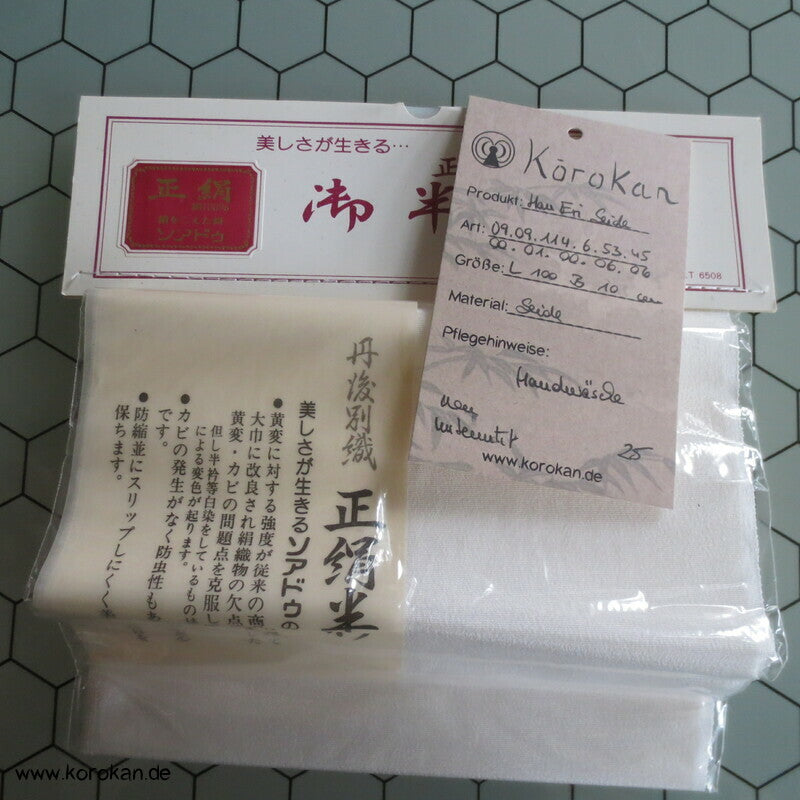 美しさが生きる…
正
御半
正絹
ソアドウ
T 6508
Kōrokan
Produkt: Han Eri Seide
Art: 09.09.114.6.53.45
00.01.00.06.06
Größe: L 100 B 10 cm
Material: Seide
Pflegehinweise:
Handwäsche
neu
25
www.korokan.de
丹後別織
正絹半
美しさが生きるソアドウの
●黄変に対する強度が従来の商
大巾に改良され絹織物の欠点
黄変・カビの問題点を克服し
但し半衿等白染をしているものは
による変色が起ります。
●カビの発生がなく防虫性もあ
です。
●防縮並にスリップしにくく
保ちます。
www.korokan.de